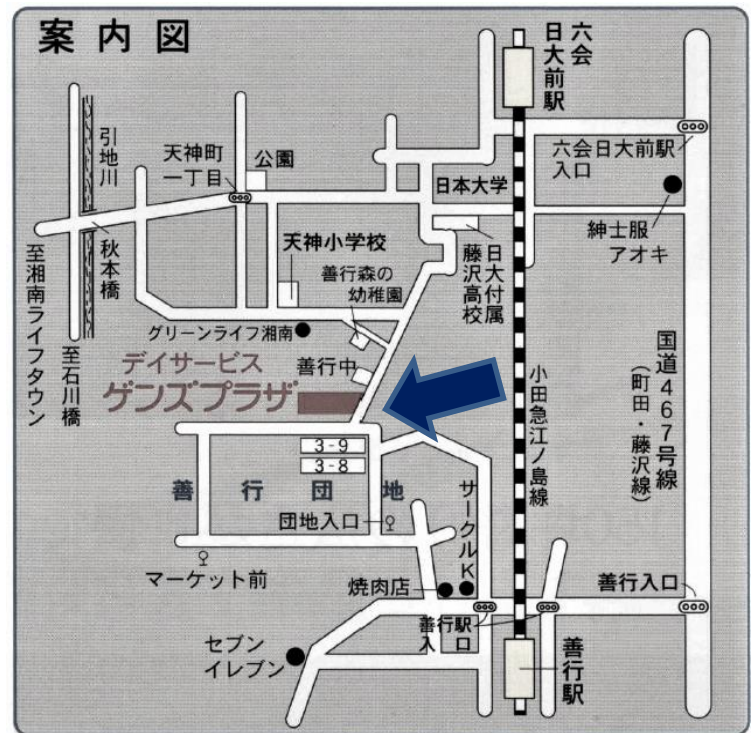 案内図
六会
日大前駅
引地川
天神町
一丁目
公園
日本大学
六会日大前駅
入口
紳士服
アオキ
秋本橋
天神小学校
善行森の
幼稚園
日大付属
藤沢高校
至湘南ライフタウン
至石川橋
グリーンライフ湘南
デイサービス
ゲンズプラザ
善行中
小田急江ノ島線
国道467号線
(町田・藤沢線)
3-9
3-8
善行団地
団地入口
サークルK
マーケット前
焼肉店
善行駅
入口
善行入口
セブン
イレブン
善行駅